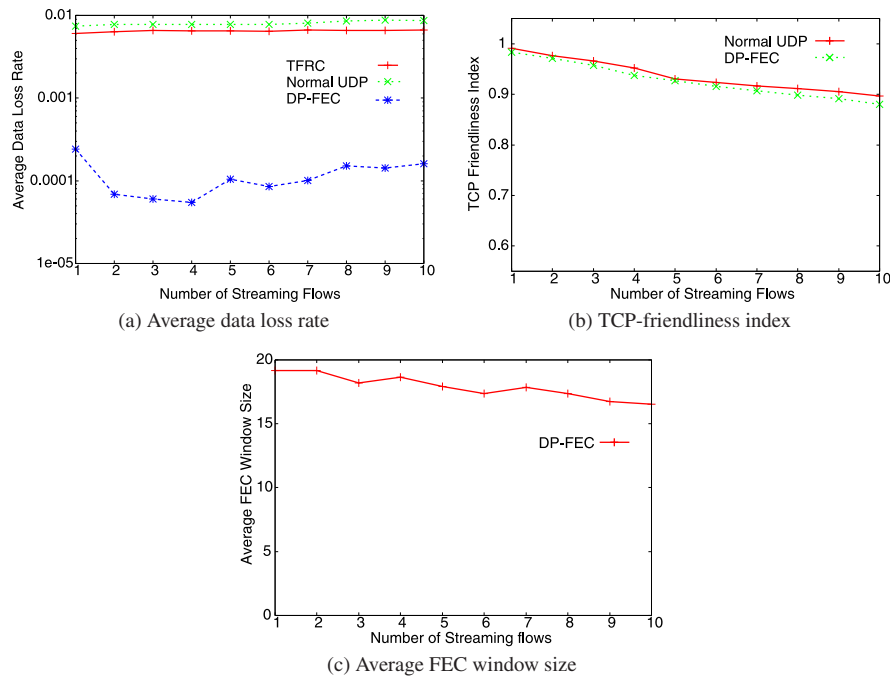 0.01
0.001
0.0001
1e-05
Average Data Loss Rate
TFRC
Normal UDP
DP-FEC
1 2 3 4 5 6 7 8 9 10
Number of Streaming Flows
(a) Average data loss rate
1
0.9
0.8
0.7
0.6
TCP Friendliness Index
Normal UDP
DP-FEC
1 2 3 4 5 6 7 8 9 10
Number of Streaming Flows
(b) TCP-friendliness index
20
15
10
5
0
Average FEC Window Size
DP-FEC
1 2 3 4 5 6 7 8 9 10
Number of Streaming flows
(c) Average FEC window size